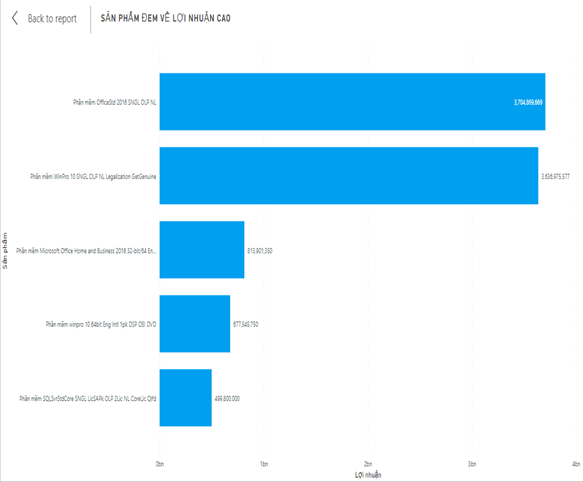 Back to report
SẢN PHẨM ĐEM VỀ LỢI NHUẬN CAO
Sản phẩm
Phần mềm OfficeStd 2016 SNGL OLP NL
3,704,869,669
Phần mềm WinPro 10 SNGL OLP NL Legalization GetGenuine
3,636,975,577
Phần mềm Microsoft Office Home and Business 2016 32-bit/64 En...
813,901,350
Phần mềm winpro 10 64bit Eng Intl 1pk DSP OEI DVD
677,545,750
Phần mềm SQLSvrStdCore SNGL LicSAPk OLP 2Lic NL CoreLic Qlfd
499,800,000
0bn
1bn
2bn
3bn
4bn
Lợi nhuận